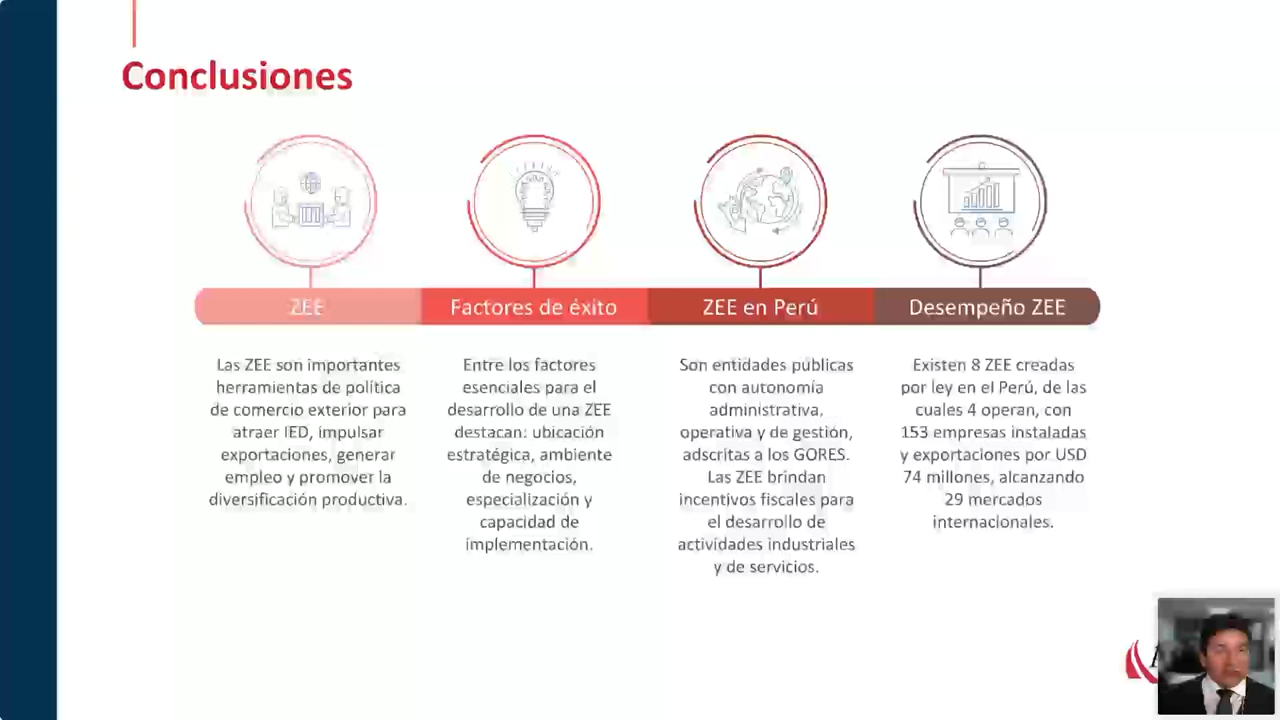 Conclusiones
ZEE
Factores de éxito
ZEE en Perú
Desempeño ZEE
Las ZEE son importantes
herramientas de política
de comercio exterior para
atraer IED, impulsar
exportaciones, generar
empleo y promover la
diversificación productiva.
Entre los factores
esenciales para el
desarrollo de una ZEE
destacan: ubicación
estratégica, ambiente
de negocios,
especialización y
capacidad de
implementación.
Son entidades públicas
con autonomía
administrativa,
operativa y de gestión,
adscritas a los GORES.
Las ZEE brindan
incentivos fiscales para
el desarrollo de
actividades industriales
y de servicios.
Existen 8 ZEE creadas
por ley en el Perú, de las
cuales 4 operan, con
153 empresas instaladas
y exportaciones por USD
74 millones, alcanzando
29 mercados
internacionales.